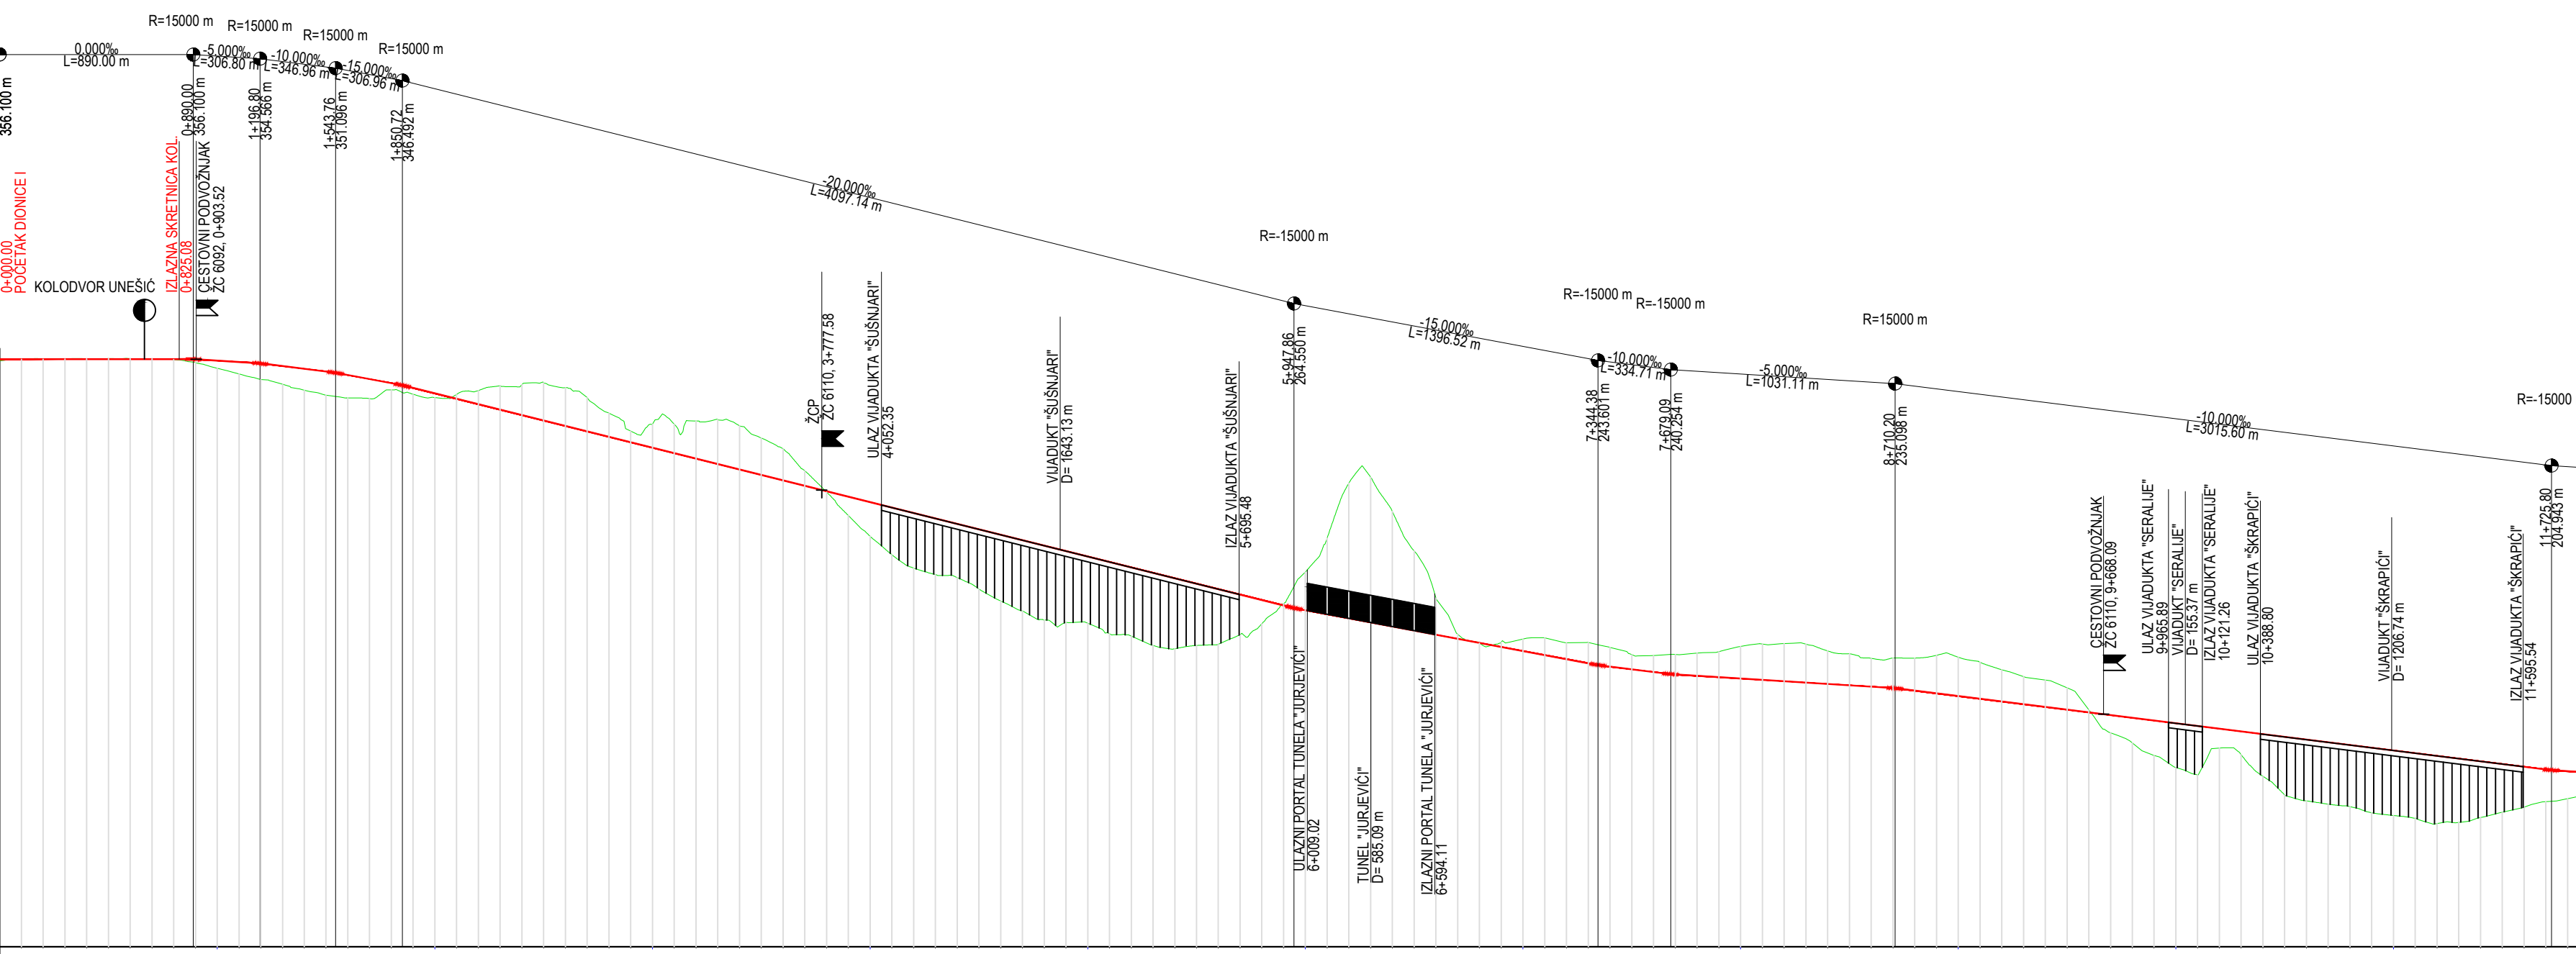 R=15000 m
R=15000 m
R=15000 m
R=15000 m
0.000‰
L=890.00 m
-5.000‰
L=306.80 m
-10.000‰
L=346.96 m
-15.000‰
L=306.96 m
356.100 m
0+890.00
356.100 m
1+196.80
354.566 m
1+543.76
351.096 m
1+850.72
346.492 m
0+000.00
POČETAK DIONICE I
KOLODVOR UNEŠIĆ
IZLAZNA SKRETNICA KOL.
0+825.08
CESTOVNI PODVOŽNJAK
ŽC 6092, 0+903.52
-20.000‰
L=4097.14 m
ŽCP
ŽC 6110, 3+777.58
ULAZ VIJADUKTA "ŠUŠNJARI"
4+052.35
VIJADUKT "ŠUŠNJARI"
D= 1643.13 m
IZLAZ VIJADUKTA "ŠUŠNJARI"
5+695.48
R=-15000 m
5+947.86
264.550 m
-15.000‰
L=1396.52 m
ULAZNI PORTAL TUNELA "JURJEVIĆI"
6+009.02
TUNEL "JURJEVIĆI"
D= 585.09 m
IZLAZNI PORTAL TUNELA "JURJEVIĆI"
6+594.11
R=-15000 m
R=-15000 m
7+344.38
243.601 m
-10.000‰
L=334.71 m
7+679.09
240.254 m
-5.000‰
L=1031.11 m
R=15000 m
8+710.20
235.098 m
-10.000‰
L=3015.60 m
CESTOVNI PODVOŽNJAK
ŽC 6110, 9+668.09
ULAZ VIJADUKTA "SERALIJE"
9+965.89
VIJADUKT "SERALIJE"
D= 155.37 m
IZLAZ VIJADUKTA "SERALIJE"
10+121.26
ULAZ VIJADUKTA "ŠKRAPIĆI"
10+388.80
VIJADUKT "ŠKRAPIĆI"
D= 1206.74 m
IZLAZ VIJADUKTA "ŠKRAPIĆI"
11+595.54
R=-15000
11+725.80
204.943 m